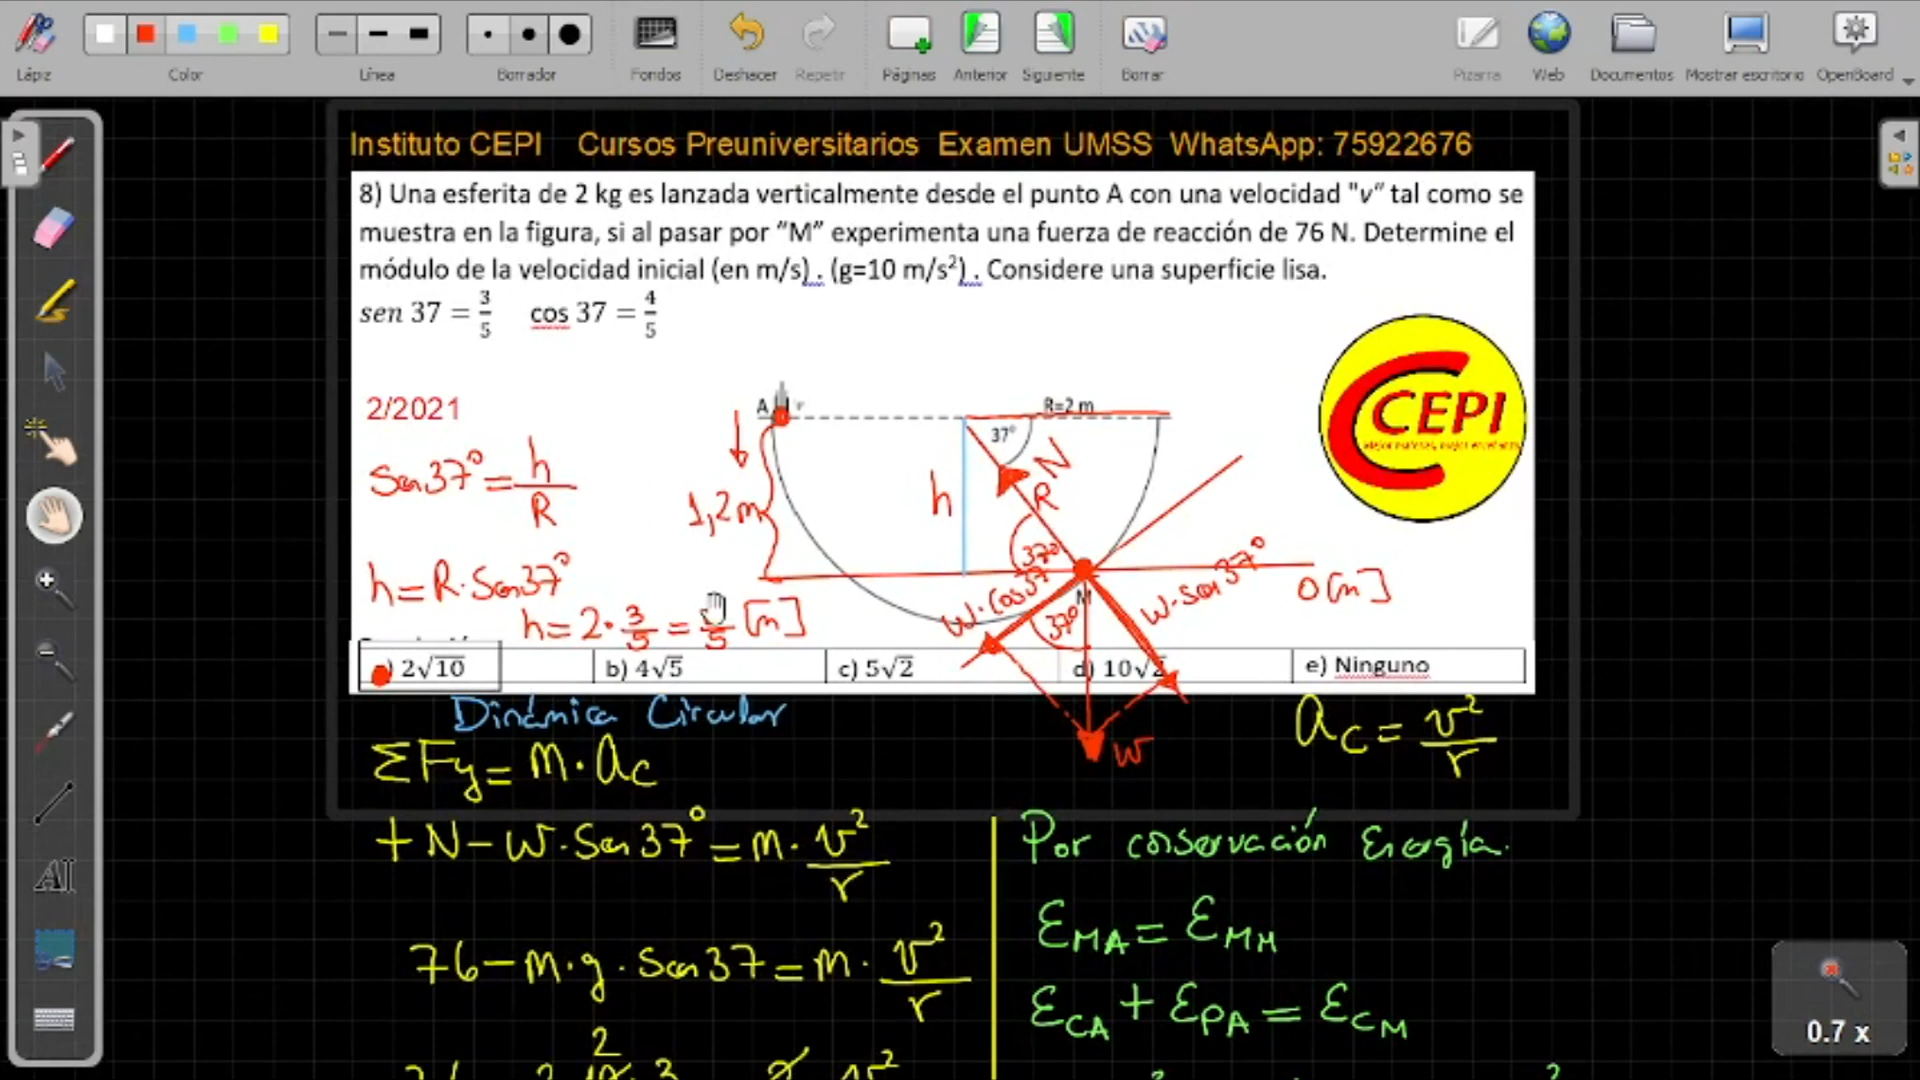 Lápiz Color Línea Borrador Fondos Deshacer Repetir Páginas Anterior Siguiente Borrar Pizarra Web Documentos Mostrar escritorio OpenBoard
Instituto CEPI Cursos Preuniversitarios Examen UMSS WhatsApp: 75922676
8) Una esferita de 2 kg es lanzada verticalmente desde el punto A con una velocidad "v" tal como se
muestra en la figura, si al pasar por “M” experimenta una fuerza de reacción de 76 N. Determine el
módulo de la velocidad inicial (en m/s) . (g=10 m/s²) . Considere una superficie lisa.
sen 37 = 3/5 cos 37 = 4/5
2/2021
A v
R=2 m
37°
CEPI
Sen37° = h/R
1,2m
h
N
R
37°
h = R·Sen37°
W·Cos37°
37°
M
W·sen37°
0[m]
h = 2·3/5 = /5 [m]
) 2√10 b) 4√5 c) 5√2 d) 10√2 e) Ninguno
W
Dinámica Circular
ac = v²/r
ΣFy = m·ac
+N−W·Sen37° = m·v²/r
Por conservación Energía.
EMA = EMM
76−m·g·Sen37 = m·v²/r
ECA + EPA = ECM
AI
0.7 x